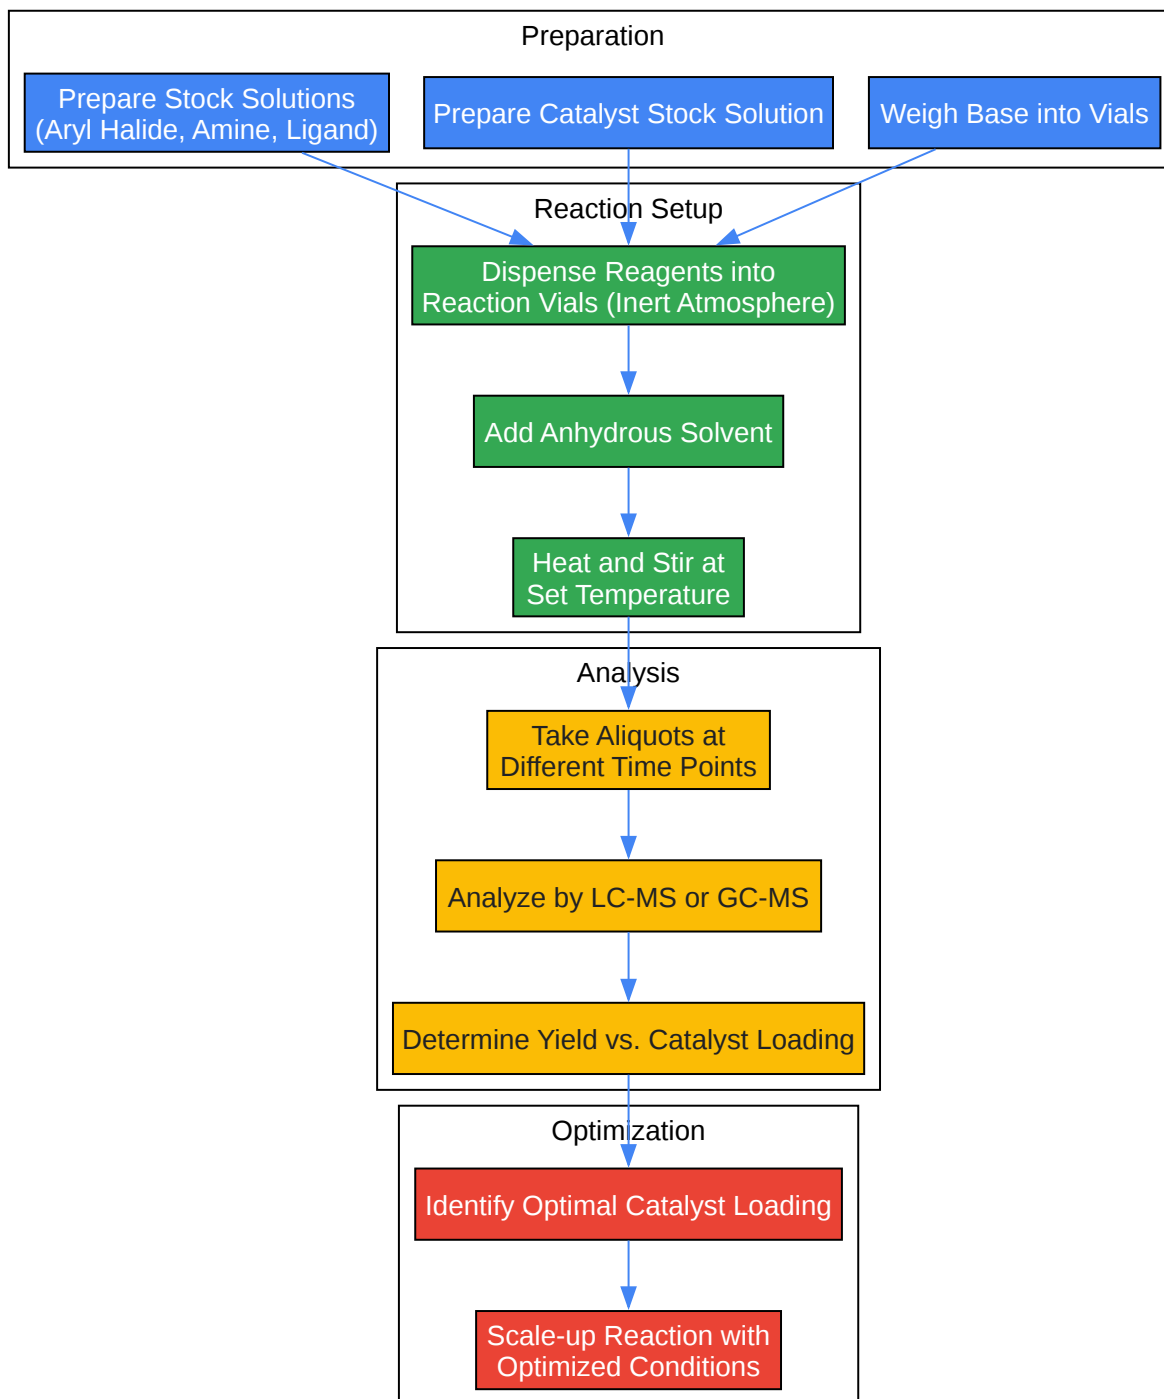 Preparation
Prepare Stock Solutions
(Aryl Halide, Amine, Ligand)
Prepare Catalyst Stock Solution
Weigh Base into Vials
Reaction Setup
Dispense Reagents into
Reaction Vials (Inert Atmosphere)
Add Anhydrous Solvent
Heat and Stir at
Set Temperature
Analysis
Take Aliquots at
Different Time Points
Analyze by LC-MS or GC-MS
Determine Yield vs. Catalyst Loading
Optimization
Identify Optimal Catalyst Loading
Scale-up Reaction with
Optimized Conditions